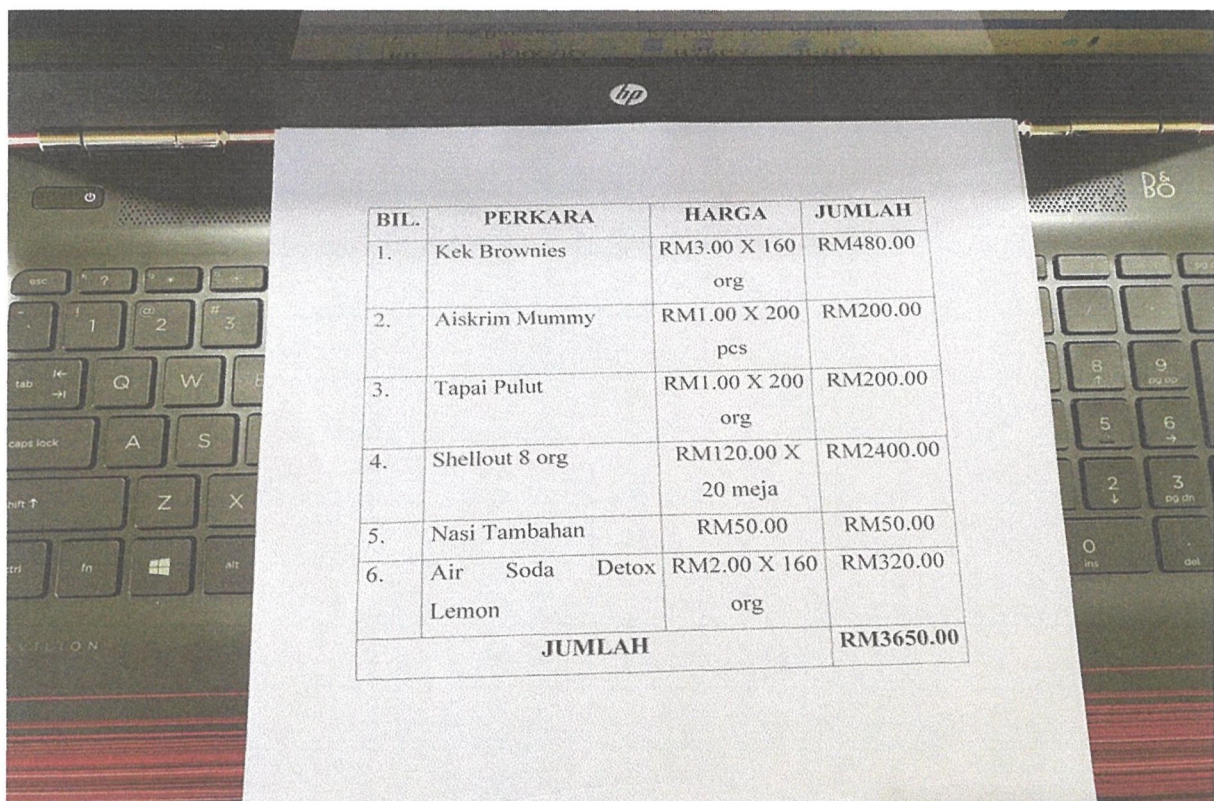 hp
B&O
BIL. PERKARA HARGA JUMLAH
1. Kek Brownies RM3.00 X 160 RM480.00
org
2. Aiskrim Mummy RM1.00 X 200 RM200.00
pcs
3. Tapai Pulut RM1.00 X 200 RM200.00
org
4. Shellout 8 org RM120.00 X RM2400.00
20 meja
5. Nasi Tambahan RM50.00 RM50.00
6. Air Soda Detox RM2.00 X 160 RM320.00
Lemon org
JUMLAH RM3650.00
esc ?
! 1 @ 2 # 3
tab Q W
caps lock A S
Z X
fn alt
8 9
5 6
2 3 pg dn
0 ins del